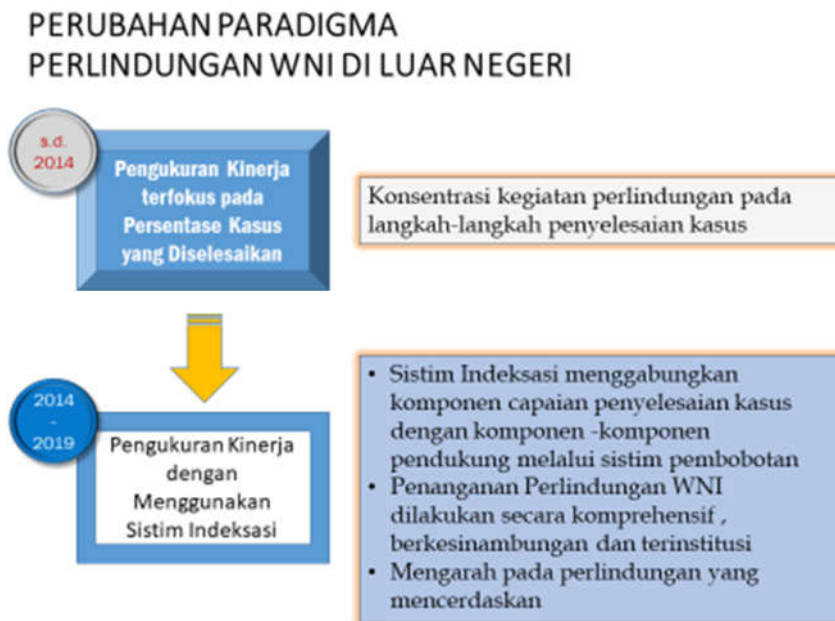 PERUBAHAN PARADIGMA
PERLINDUNGAN WNI DI LUAR NEGERI
s.d.
2014
Pengukuran Kinerja
terfokus pada
Persentase Kasus
yang Diselesaikan
Konsentrasi kegiatan perlindungan pada
langkah-langkah penyelesaian kasus
2014
-
2019
Pengukuran Kinerja
dengan
Menggunakan
Sistim Indeksasi
• Sistim Indeksasi menggabungkan
komponen capaian penyelesaian kasus
dengan komponen -komponen
pendukung melalui sistim pembobotan
• Penanganan Perlindungan WNI
dilakukan secara komprehensif ,
berkesinambungan dan terinstitusi
• Mengarah pada perlindungan yang
mencerdaskan